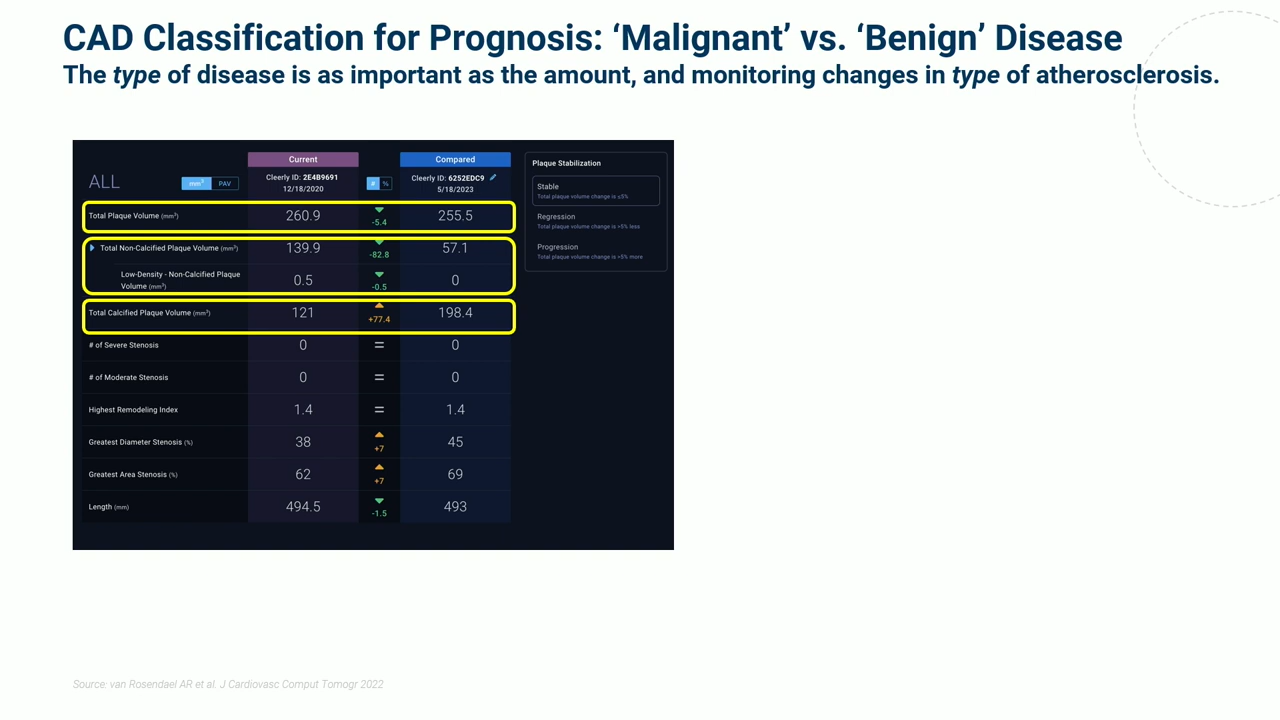 CAD Classification for Prognosis: ‘Malignant’ vs. ‘Benign’ Disease
The type of disease is as important as the amount, and monitoring changes in type of atherosclerosis.
Current
Compared
ALL
mm³ PAV
Cleerly ID: 2E4B9691
12/18/2020
# %
Cleerly ID: 6252EDC9
5/18/2023
Total Plaque Volume (mm³) 260.9 -5.4 255.5
Total Non-Calcified Plaque Volume (mm³) 139.9 -82.8 57.1
Low-Density - Non-Calcified Plaque
Volume (mm³) 0.5 -0.5 0
Total Calcified Plaque Volume (mm³) 121 +77.4 198.4
# of Severe Stenosis 0 = 0
# of Moderate Stenosis 0 = 0
Highest Remodeling Index 1.4 = 1.4
Greatest Diameter Stenosis (%) 38 +7 45
Greatest Area Stenosis (%) 62 +7 69
Length (mm) 494.5 -1.5 493
Plaque Stabilization
Stable
Total plaque volume change is ≤5%
Regression
Total plaque volume change is >5% less
Progression
Total plaque volume change is >5% more
Source: van Rosendael AR et al. J Cardiovasc Comput Tomogr 2022